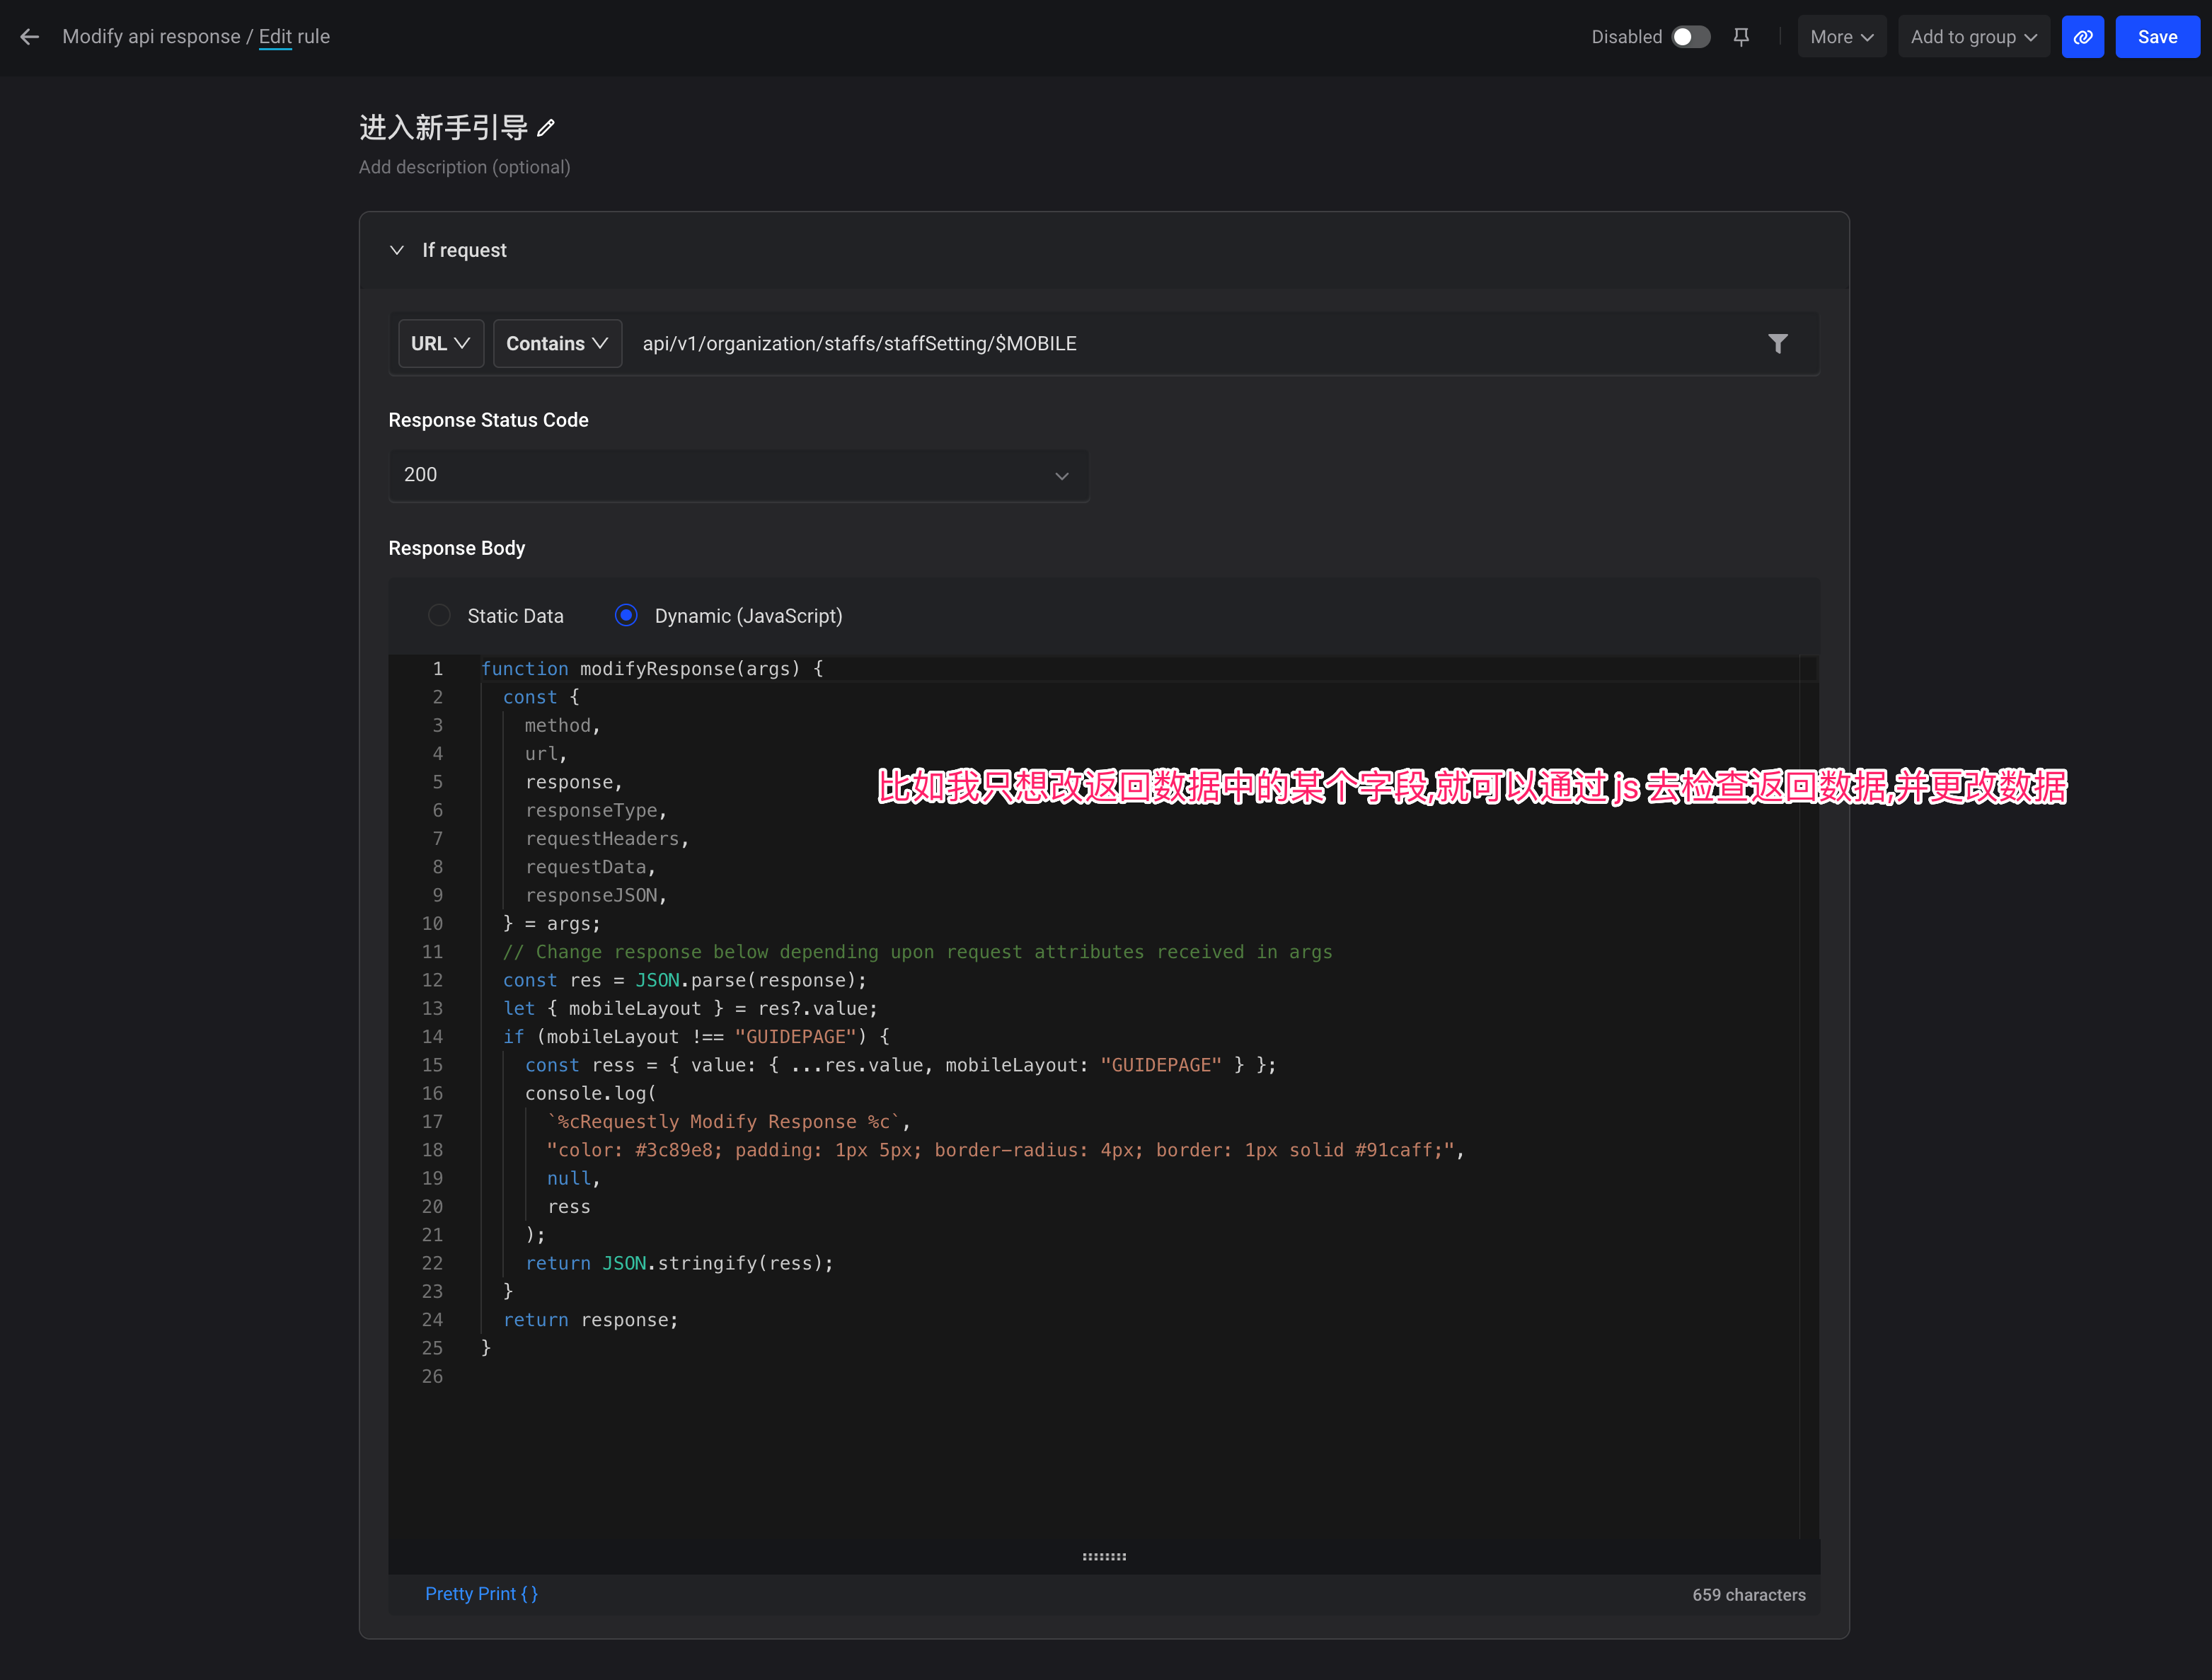 Modify api response / Edit rule
Disabled
More
Add to group
Save
进入新手引导
Add description (optional)
If request
URL
Contains
api/v1/organization/staffs/staffSetting/$MOBILE
Response Status Code
200
Response Body
Static Data
Dynamic (JavaScript)
1 function modifyResponse(args) {
2 const {
3 method,
4 url,
5 response,
比如我只想改返回数据中的某个字段,就可以通过 js 去检查返回数据,并更改数据
6 responseType,
7 requestHeaders,
8 requestData,
9 responseJSON,
10 } = args;
11 // Change response below depending upon request attributes received in args
12 const res = JSON.parse(response);
13 let { mobileLayout } = res?.value;
14 if (mobileLayout !== "GUIDEPAGE") {
15 const ress = { value: { ...res.value, mobileLayout: "GUIDEPAGE" } };
16 console.log(
17 `%cRequestly Modify Response %c`,
18 "color: #3c89e8; padding: 1px 5px; border-radius: 4px; border: 1px solid #91caff;",
19 null,
20 ress
21 );
22 return JSON.stringify(ress);
23 }
24 return response;
25 }
26
Pretty Print { }
659 characters